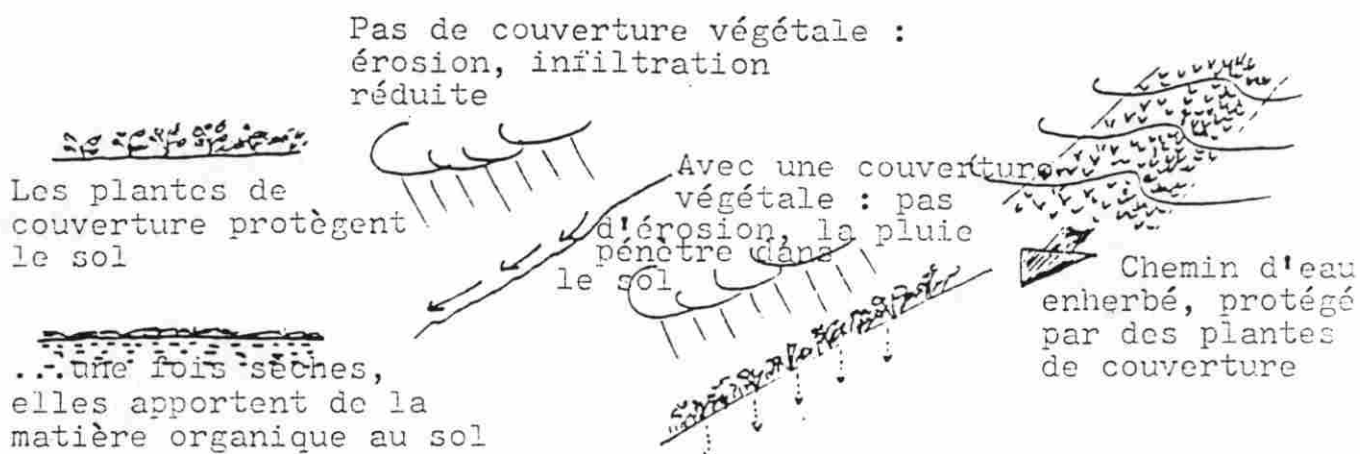 Pas de couverture végétale :
érosion, infiltration
réduite
Les plantes de
couverture protègent
le sol
Avec une couverture
végétale : pas
d'érosion, la pluie
pénètre dans
le sol
Chemin d'eau
enherbé, protégé
par des plantes
de couverture
...une fois sèches,
elles apportent de la
matière organique au sol